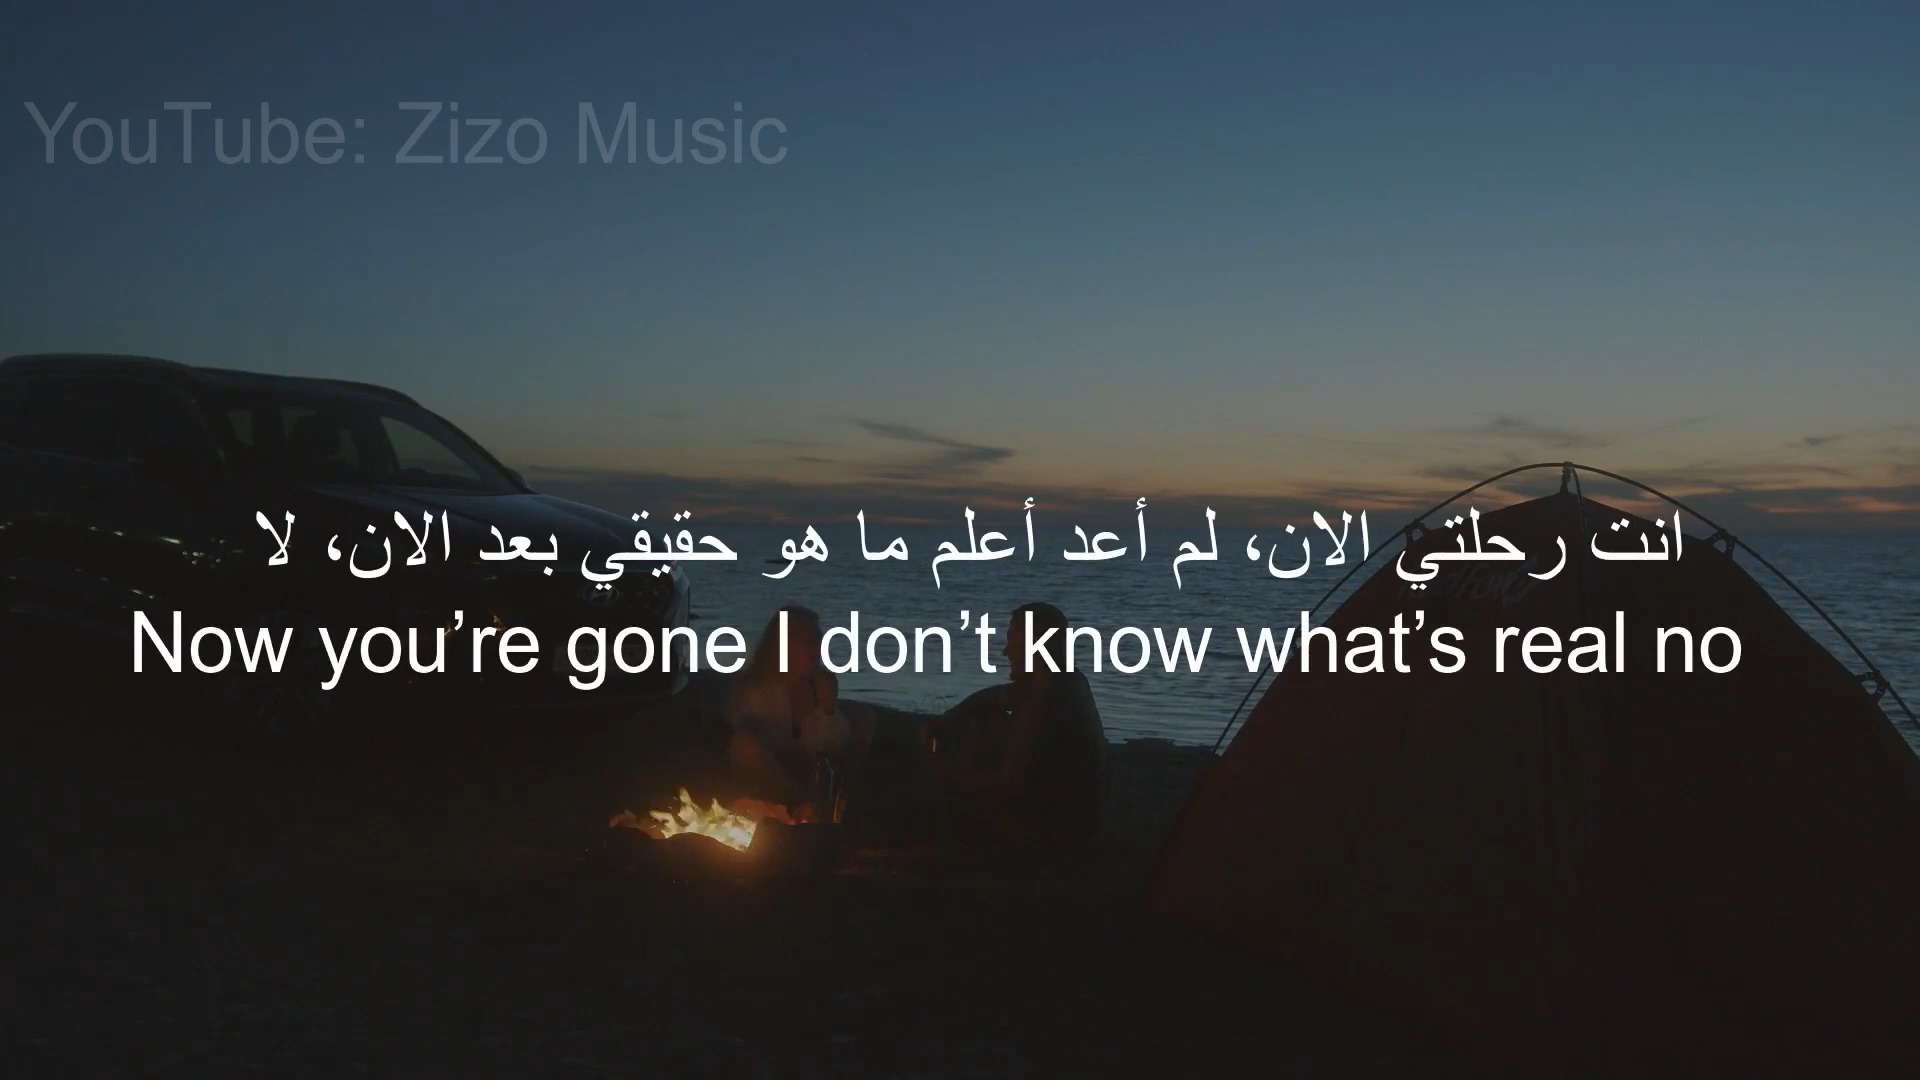 YouTube: Zizo Music
انت رحلتي الان، لم أعد أعلم ما هو حقيقي بعد الان، لا
Now you’re gone I don’t know what’s real no